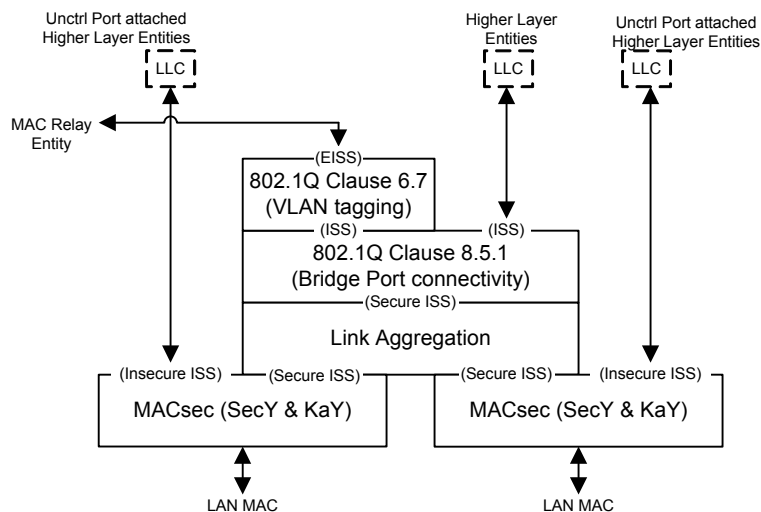 Unctrl Port attached
Higher Layer Entities
Higher Layer
Entities
Unctrl Port attached
Higher Layer Entities
LLC
LLC
LLC
MAC Relay
Entity
(EISS)
802.1Q Clause 6.7
(VLAN tagging)
(ISS)
(ISS)
802.1Q Clause 8.5.1
(Bridge Port connectivity)
(Secure ISS)
Link Aggregation
(Insecure ISS)
(Secure ISS)
(Secure ISS)
(Insecure ISS)
MACsec (SecY & KaY)
MACsec (SecY & KaY)
LAN MAC
LAN MAC